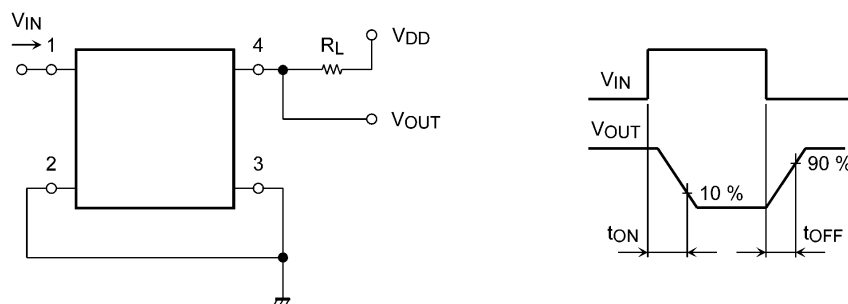 VIN
1
4
RL
VDD
VOUT
2
3
VIN
VOUT
10 %
90 %
tON
tOFF